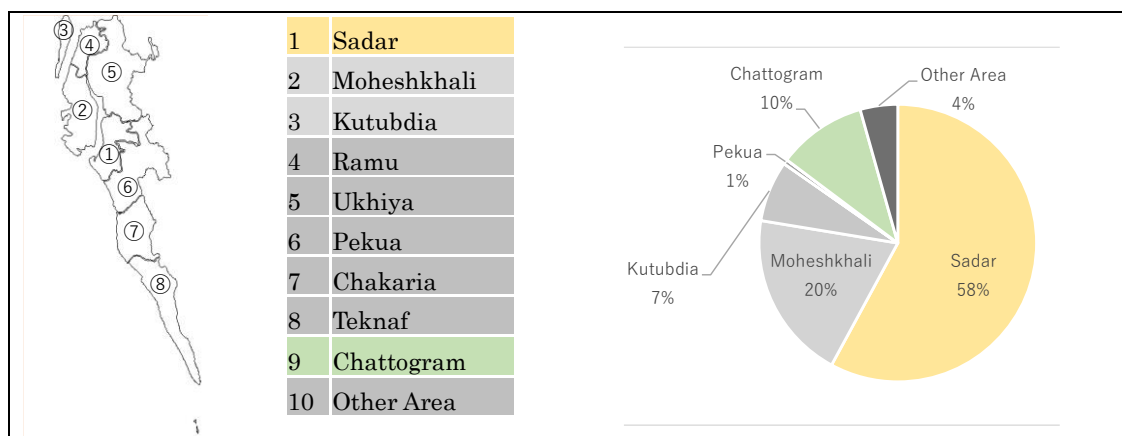 ③
④
⑤
②
①
⑥
⑦
⑧
1 Sadar
2 Moheshkhali
3 Kutubdia
4 Ramu
5 Ukhiya
6 Pekua
7 Chakaria
8 Teknaf
9 Chattogram
10 Other Area
Chattogram
10%
Other Area
4%
Pekua
1%
Kutubdia
7%
Moheshkhali
20%
Sadar
58%